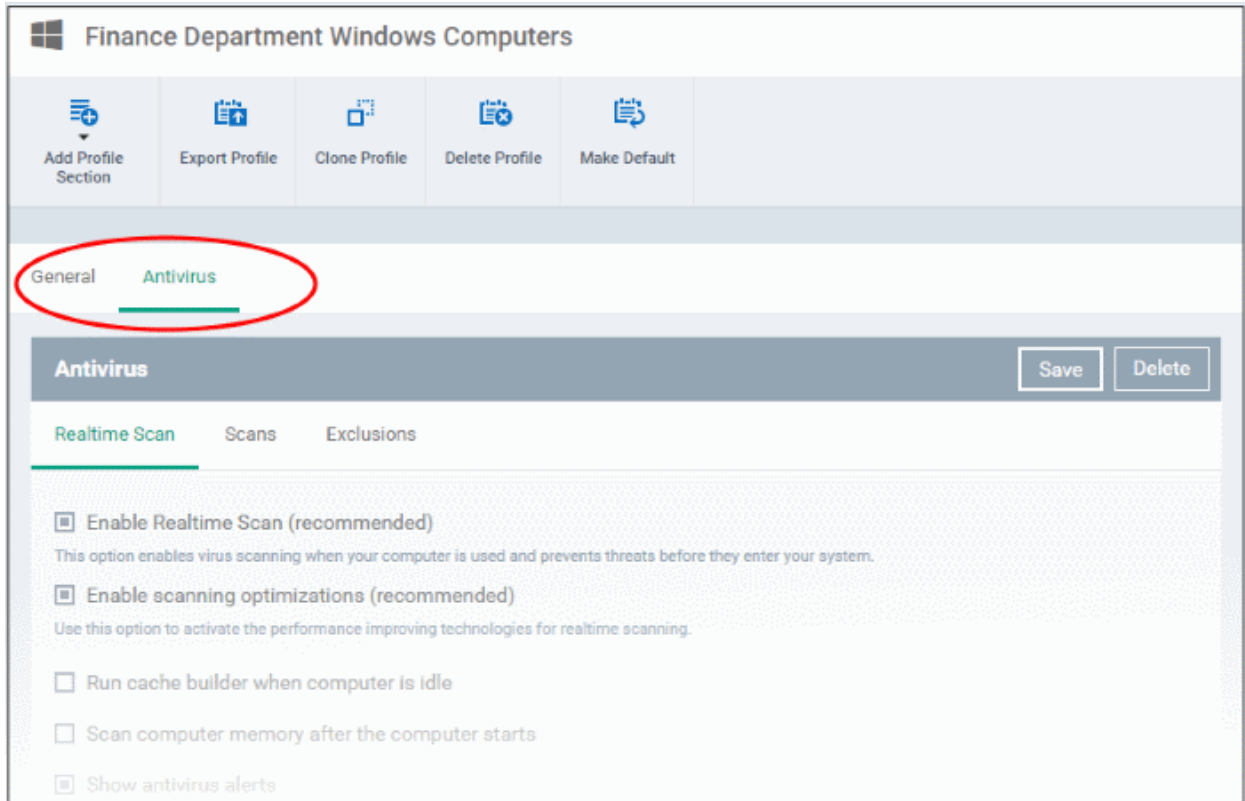 Finance Department Windows Computers
Add Profile
Section
Export Profile
Clone Profile
Delete Profile
Make Default
General
Antivirus
Antivirus
Save
Delete
Realtime Scan
Scans
Exclusions
Enable Realtime Scan (recommended)
This option enables virus scanning when your computer is used and prevents threats before they enter your system.
Enable scanning optimizations (recommended)
Use this option to activate the performance improving technologies for realtime scanning.
Run cache builder when computer is idle
Scan computer memory after the computer starts
Show antivirus alerts